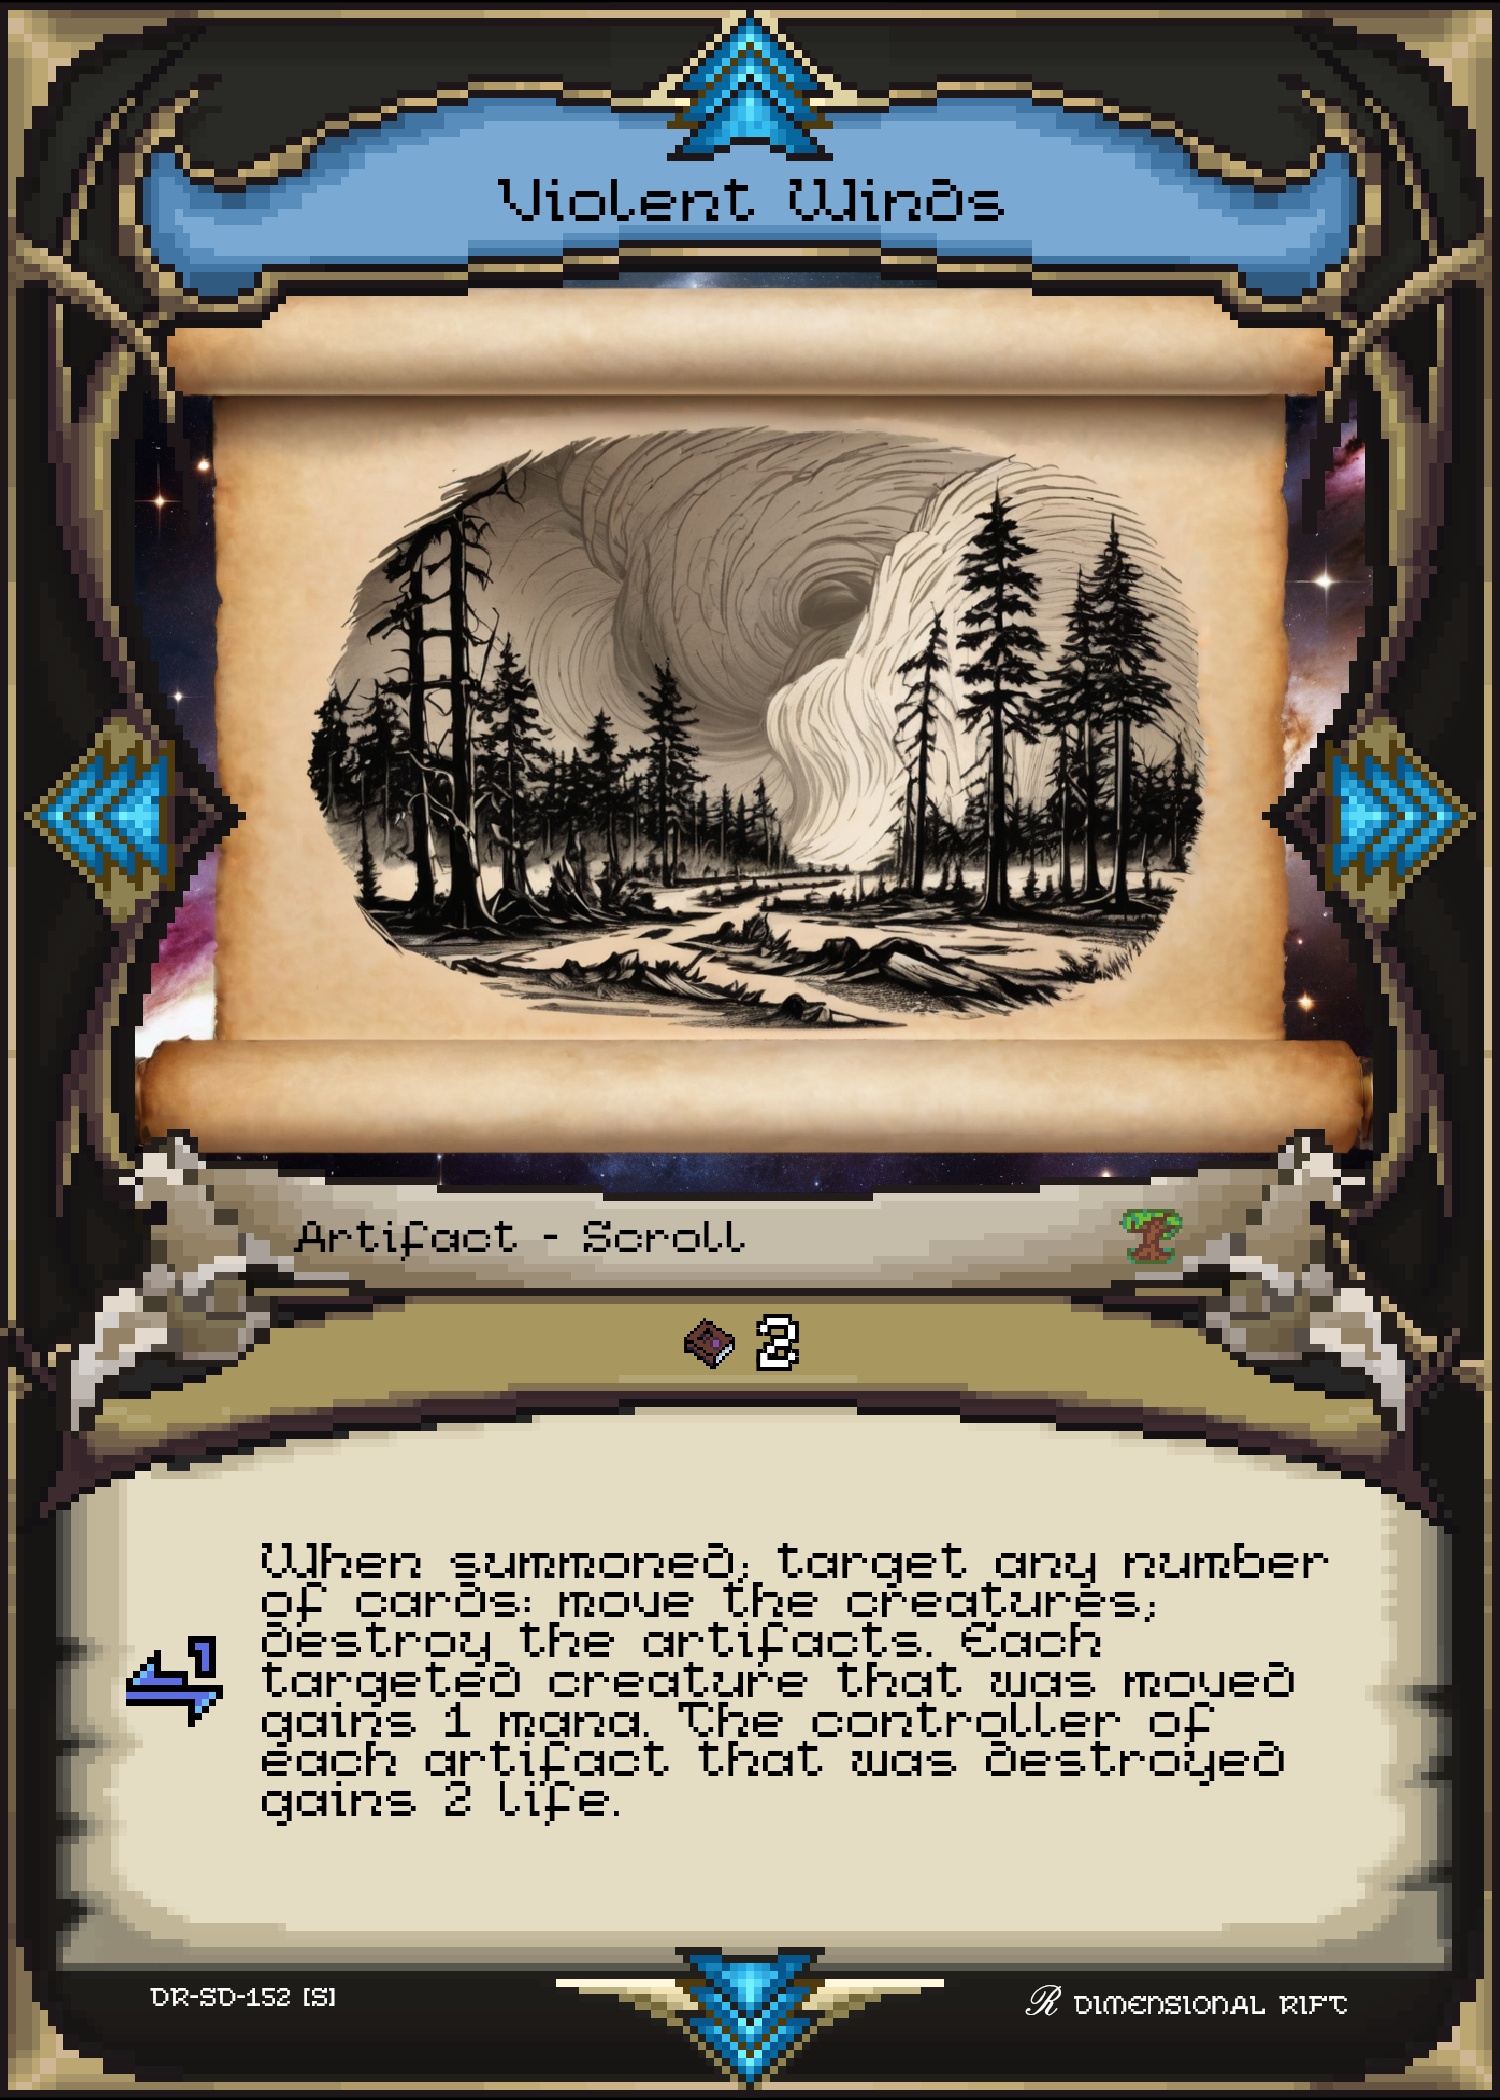 Violent Winds
Artifact - Scroll
3
When summoned; target any number
of cards: move the creatures;
destroy the artifacts. Each
targeted creature that was moved
gains 1 mana. The controller of
each artifact that was destroyed
gains 2 life.
DR-SD-152 [S]
R DIMENSIONAL RIFT